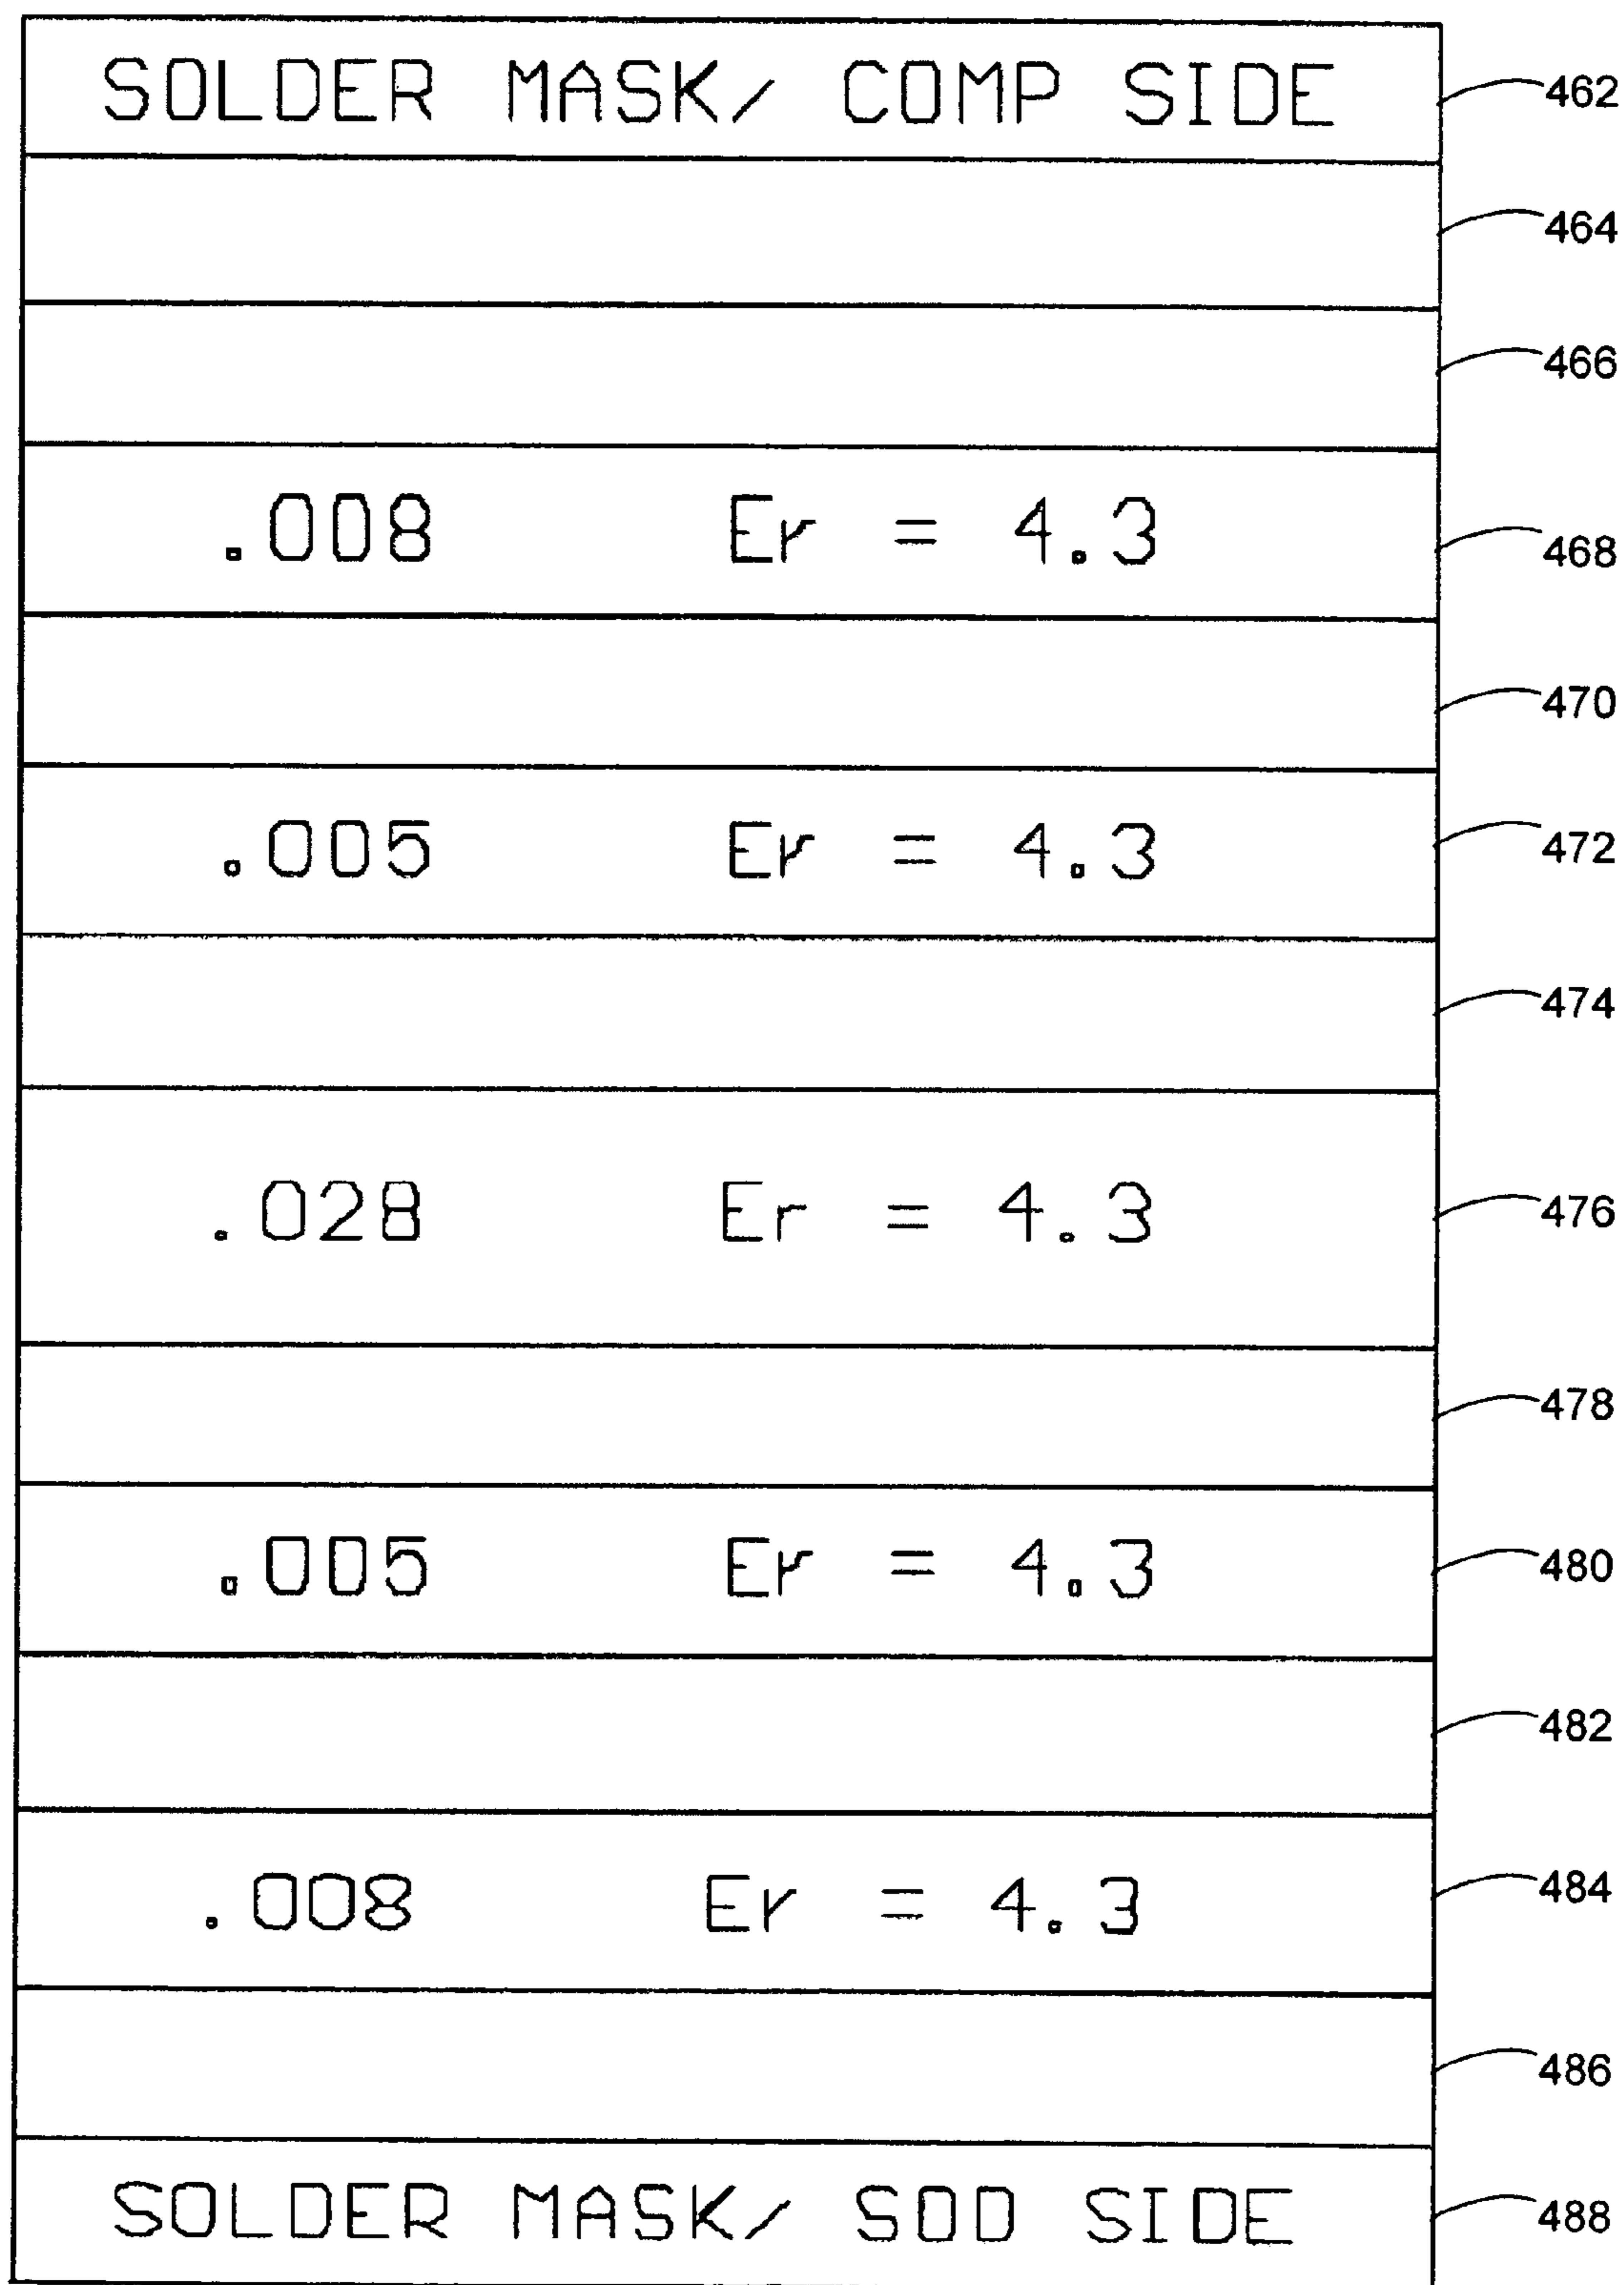 SOLDER MASK/ COMP SIDE 462
464
466
.008 Er = 4.3 468
470
.005 Er = 4.3 472
474
.028 Er = 4.3 476
478
.005 Er = 4.3 480
482
.008 Er = 4.3 484
486
SOLDER MASK/ SOD SIDE 488